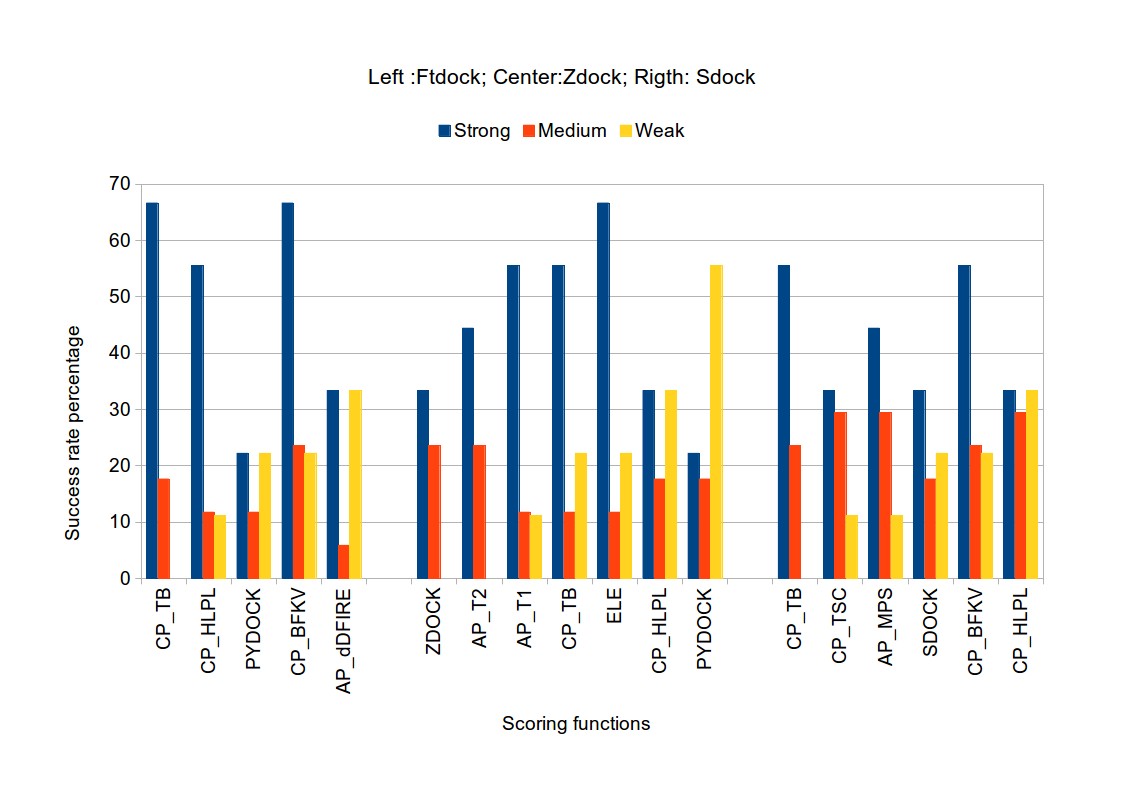 Left :Ftdock; Center:Zdock; Rigth: Sdock
Strong Medium Weak
70
60
50
40
30
20
10
0
Success rate percentage
CP_TB
CP_HLPL
PYDOCK
CP_BFKV
AP_dDFIRE
ZDOCK
AP_T2
AP_T1
CP_TB
ELE
CP_HLPL
PYDOCK
CP_TB
CP_TSC
AP_MPS
SDOCK
CP_BFKV
CP_HLPL
Scoring functions